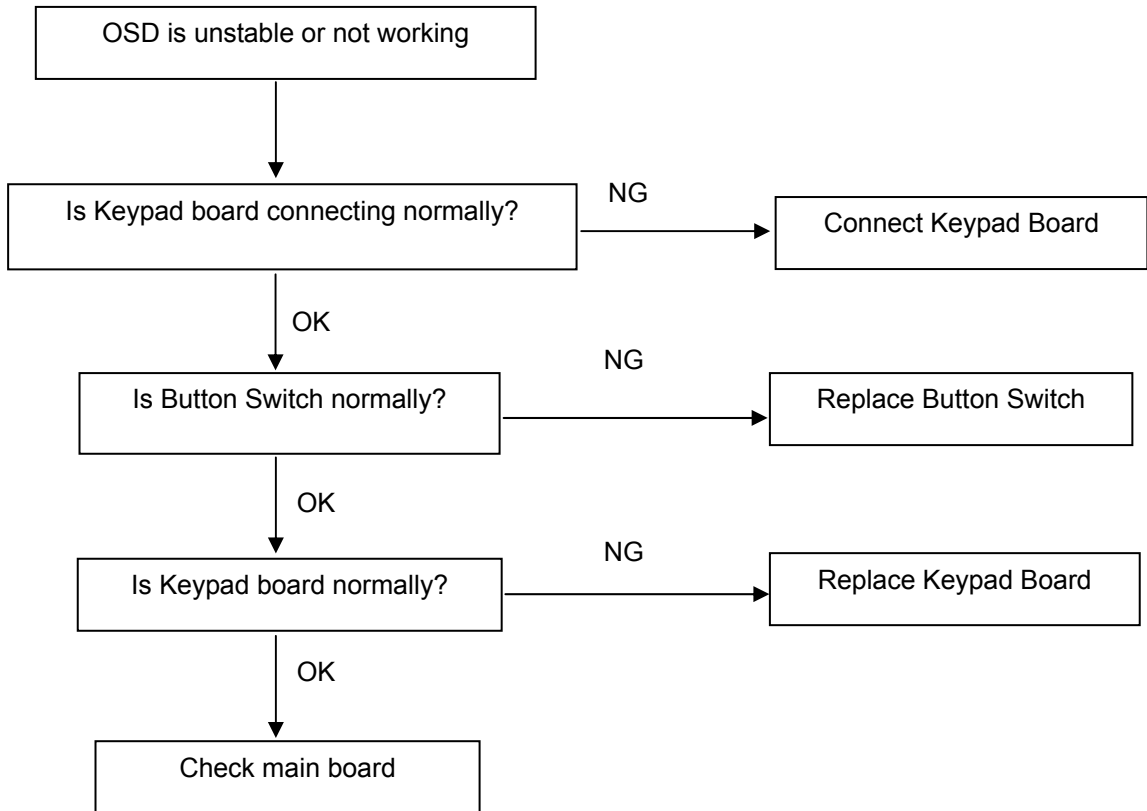 OSD is unstable or not working
Is Keypad board connecting normally?
NG
Connect Keypad Board
OK
Is Button Switch normally?
NG
Replace Button Switch
OK
Is Keypad board normally?
NG
Replace Keypad Board
OK
Check main board